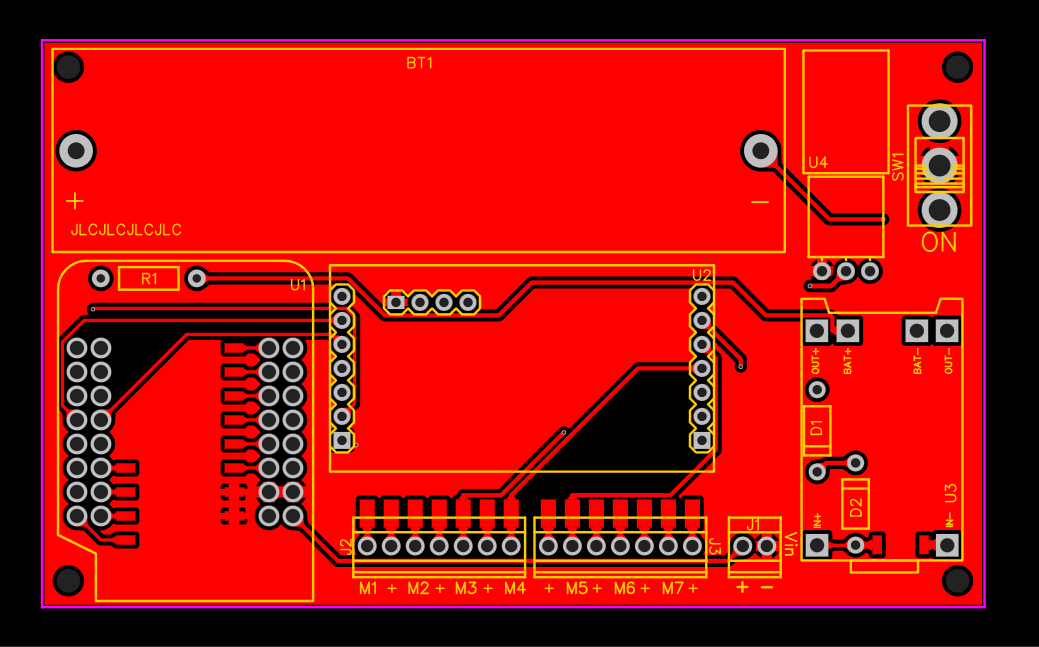 BT1
U4
SW1
+
−
JLCJLCJLCJLC
ON
R1
U1
U2
OUT+
BAT+
BAT-
OUT-
D1
D2
U3
IN+
IN-
J2
J3
J1
Vin
M1 + M2 + M3 + M4 + M5 + M6 + M7 +
+ −